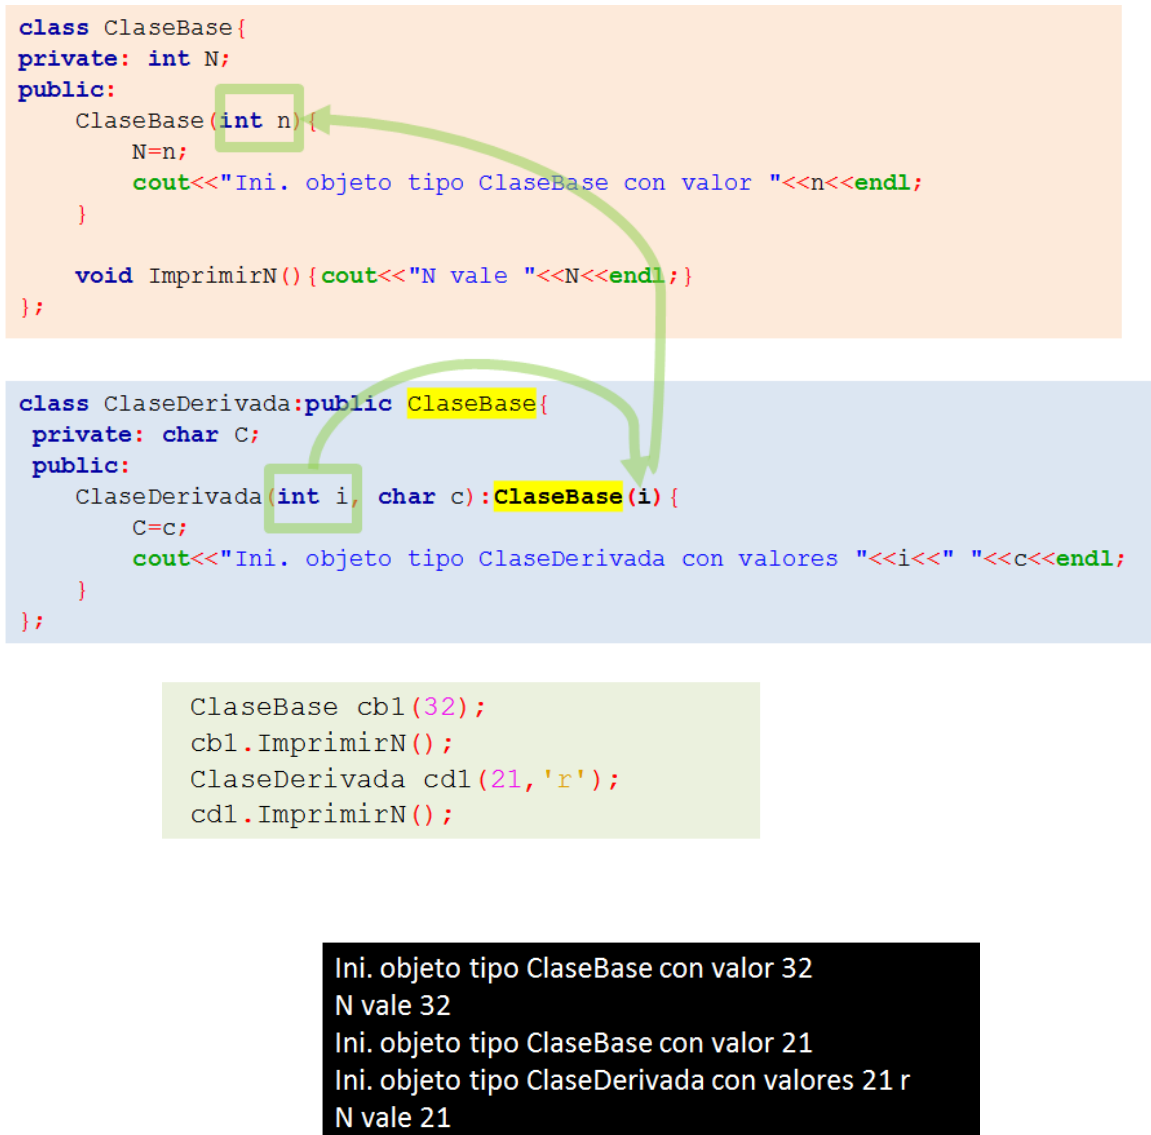 class ClaseBase{
private: int N;
public:
    ClaseBase(int n){
        N=n;
        cout<<"Ini. objeto tipo ClaseBase con valor "<<n<<endl;
    }
    void ImprimirN(){cout<<"N vale "<<N<<endl;}
};
class ClaseDerivada:public ClaseBase{
 private: char C;
 public:
    ClaseDerivada(int i, char c):ClaseBase(i){
        C=c;
        cout<<"Ini. objeto tipo ClaseDerivada con valores "<<i<<" "<<c<<endl;
    }
};
ClaseBase cb1(32);
cb1.ImprimirN();
ClaseDerivada cd1(21,'r');
cd1.ImprimirN();
Ini. objeto tipo ClaseBase con valor 32
N vale 32
Ini. objeto tipo ClaseBase con valor 21
Ini. objeto tipo ClaseDerivada con valores 21 r
N vale 21